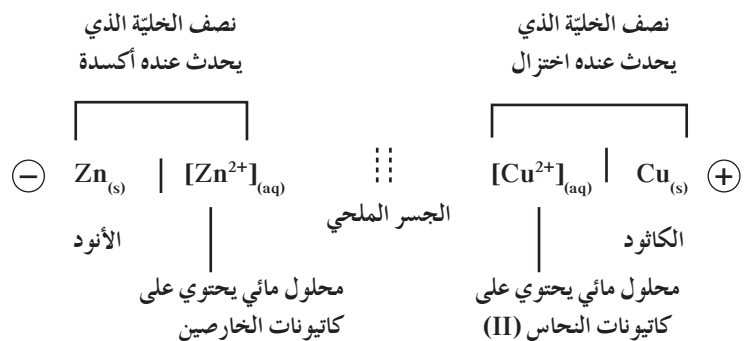 نصف الخليّة الذي
يحدث عنده أكسدة
نصف الخليّة الذي
يحدث عنده اختزال
⊖ Zn(s) | [Zn²⁺](aq) ⁞⁞ [Cu²⁺](aq) | Cu(s) ⊕
الجسر الملحي
الأنود
الكاثود
محلول مائي يحتوي على
كاتيونات الخارصين
محلول مائي يحتوي على
كاتيونات النحاس (II)